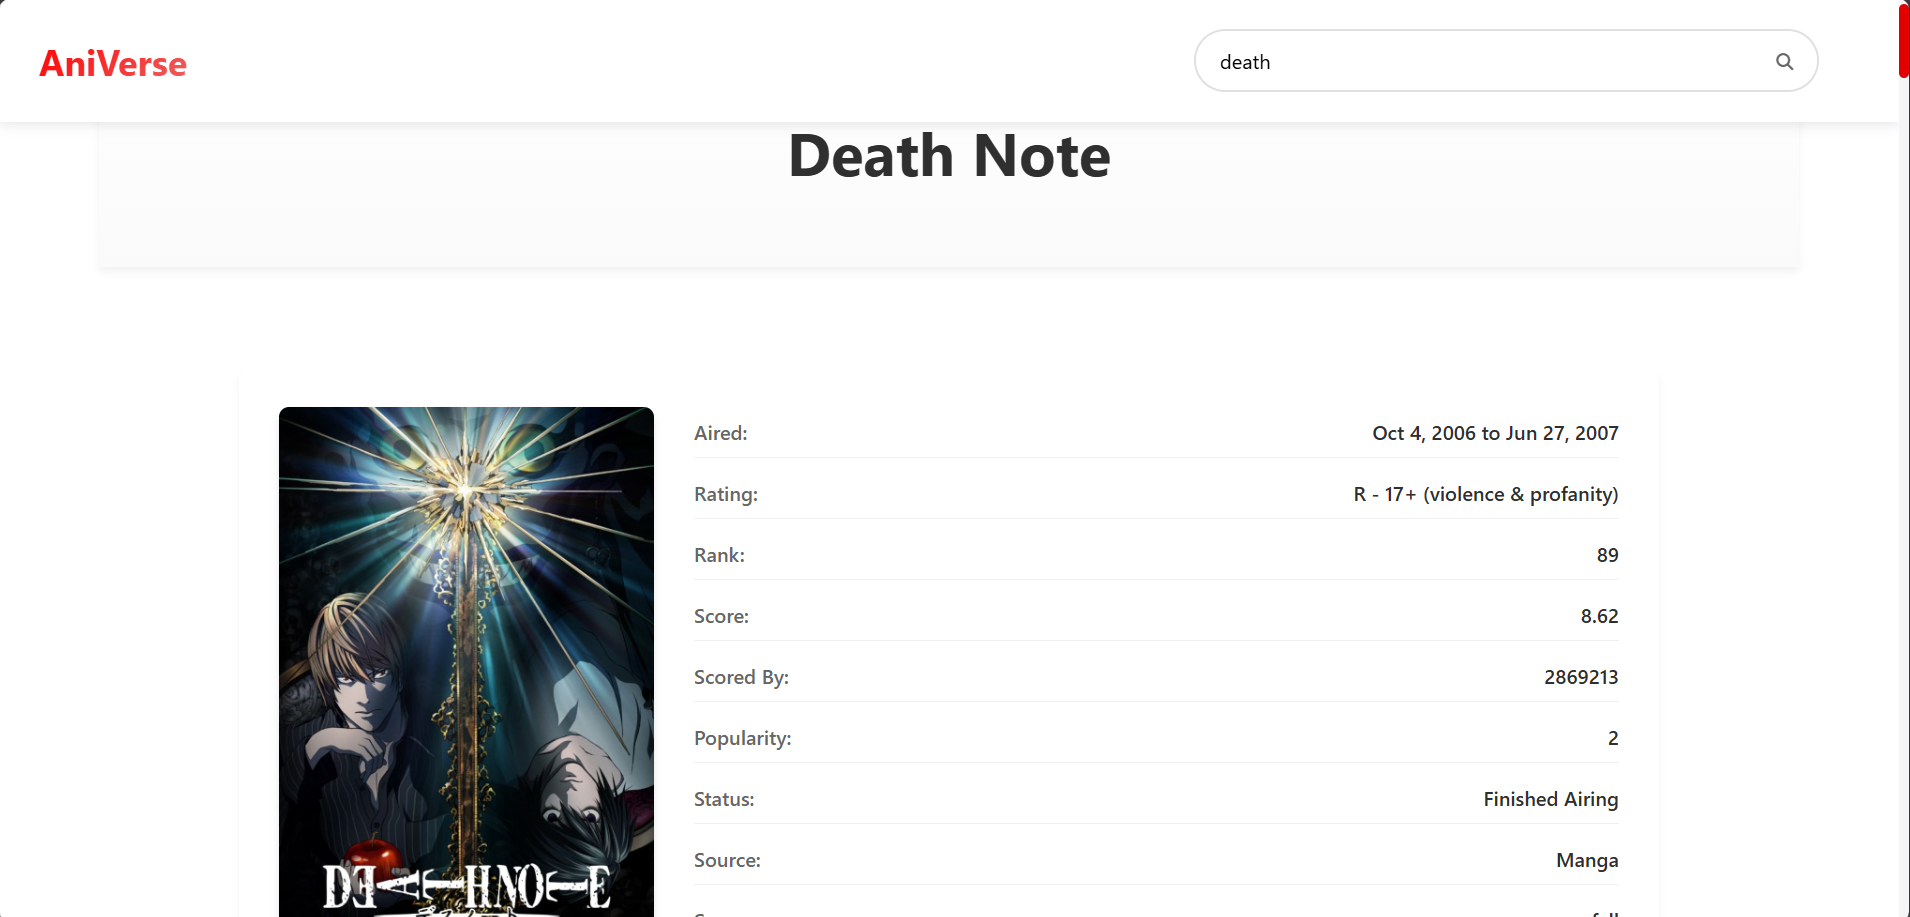 AniVerse
death
Death Note
Aired: Oct 4, 2006 to Jun 27, 2007
Rating: R - 17+ (violence & profanity)
Rank: 89
Score: 8.62
Scored By: 2869213
Popularity: 2
Status: Finished Airing
Source: Manga
DEATH NOTE